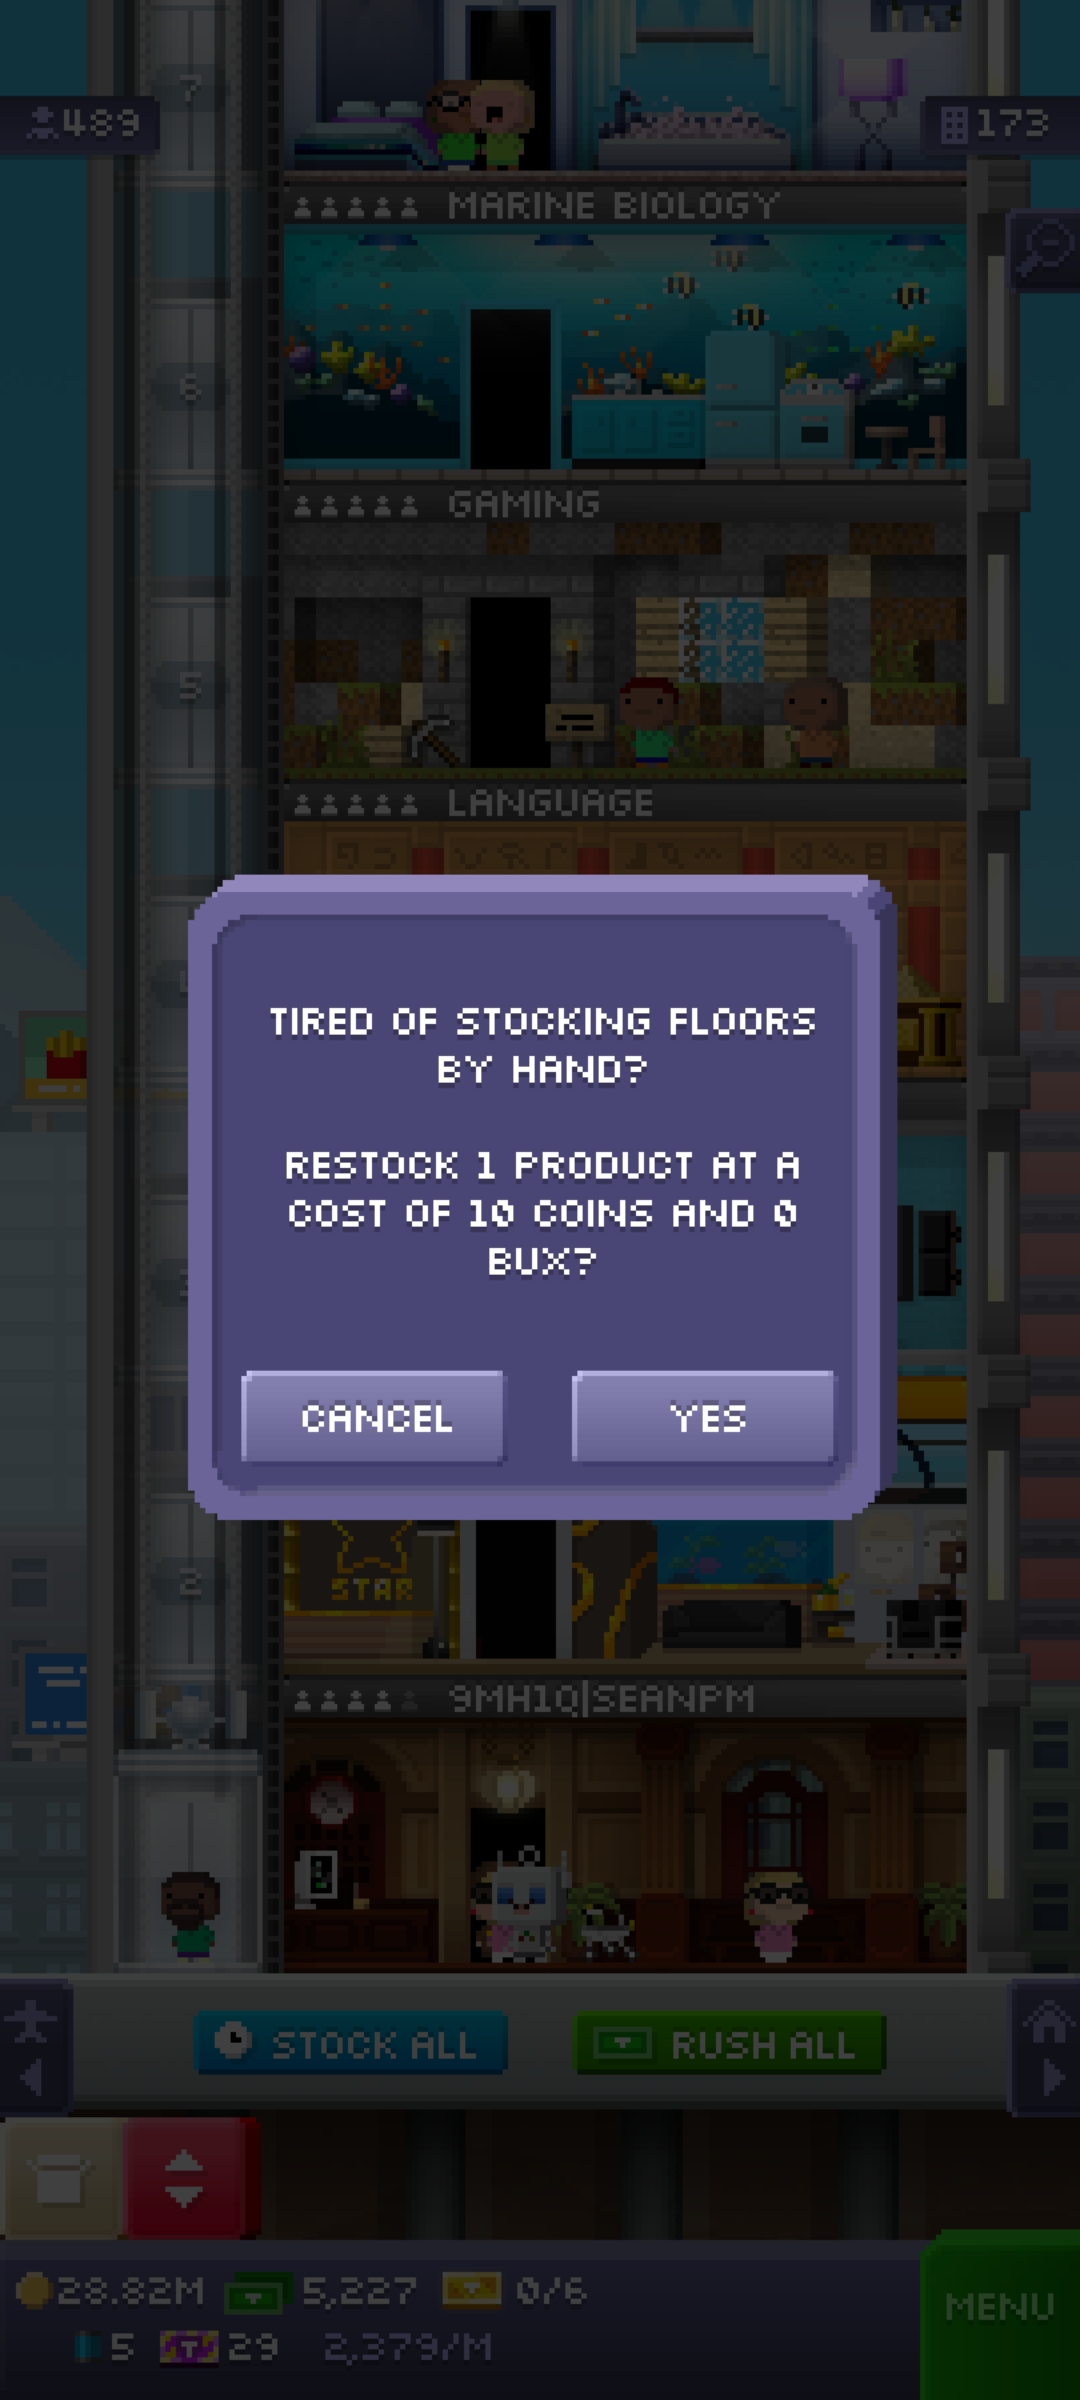 7
489
173
MARINE BIOLOGY
6
GAMING
5
LANGUAGE
TIRED OF STOCKING FLOORS
BY HAND?
RESTOCK 1 PRODUCT AT A
COST OF 10 COINS AND 0
BUX?
CANCEL
YES
2
STAR
9MH1Q|SEANPM
STOCK ALL
RUSH ALL
28.82M
5,227
0/6
MENU
5
29
2,379/M